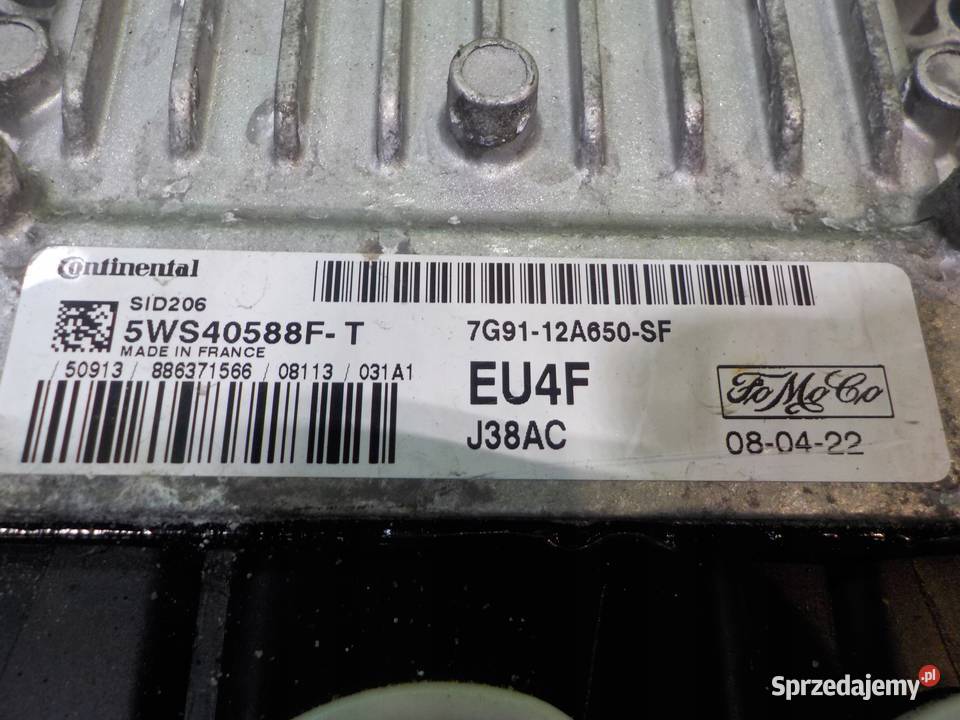 Continental
SID206
5WS40588F-T
MADE IN FRANCE
/ 50913 / 886371566 / 08113 / 031A1
7G91-12A650-SF
EU4F
J38AC
FoMoCo
08-04-22
Sprzedajemy.pl